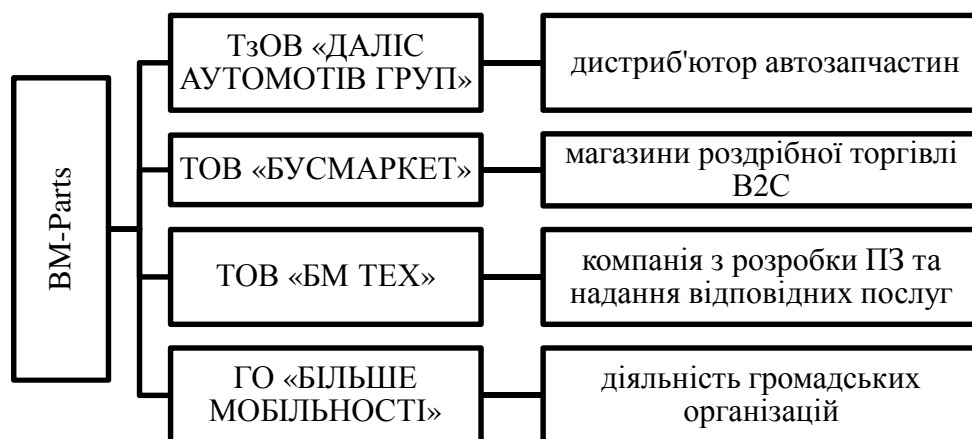 BM-Parts
ТзОВ «ДАЛІС
АУТОМОТІВ ГРУП»
дистриб'ютор автозапчастин
ТОВ «БУСМАРКЕТ»
магазини роздрібної торгівлі
B2C
ТОВ «БМ ТЕХ»
компанія з розробки ПЗ та
надання відповідних послуг
ГО «БІЛЬШЕ
МОБІЛЬНОСТІ»
діяльність громадських
організацій